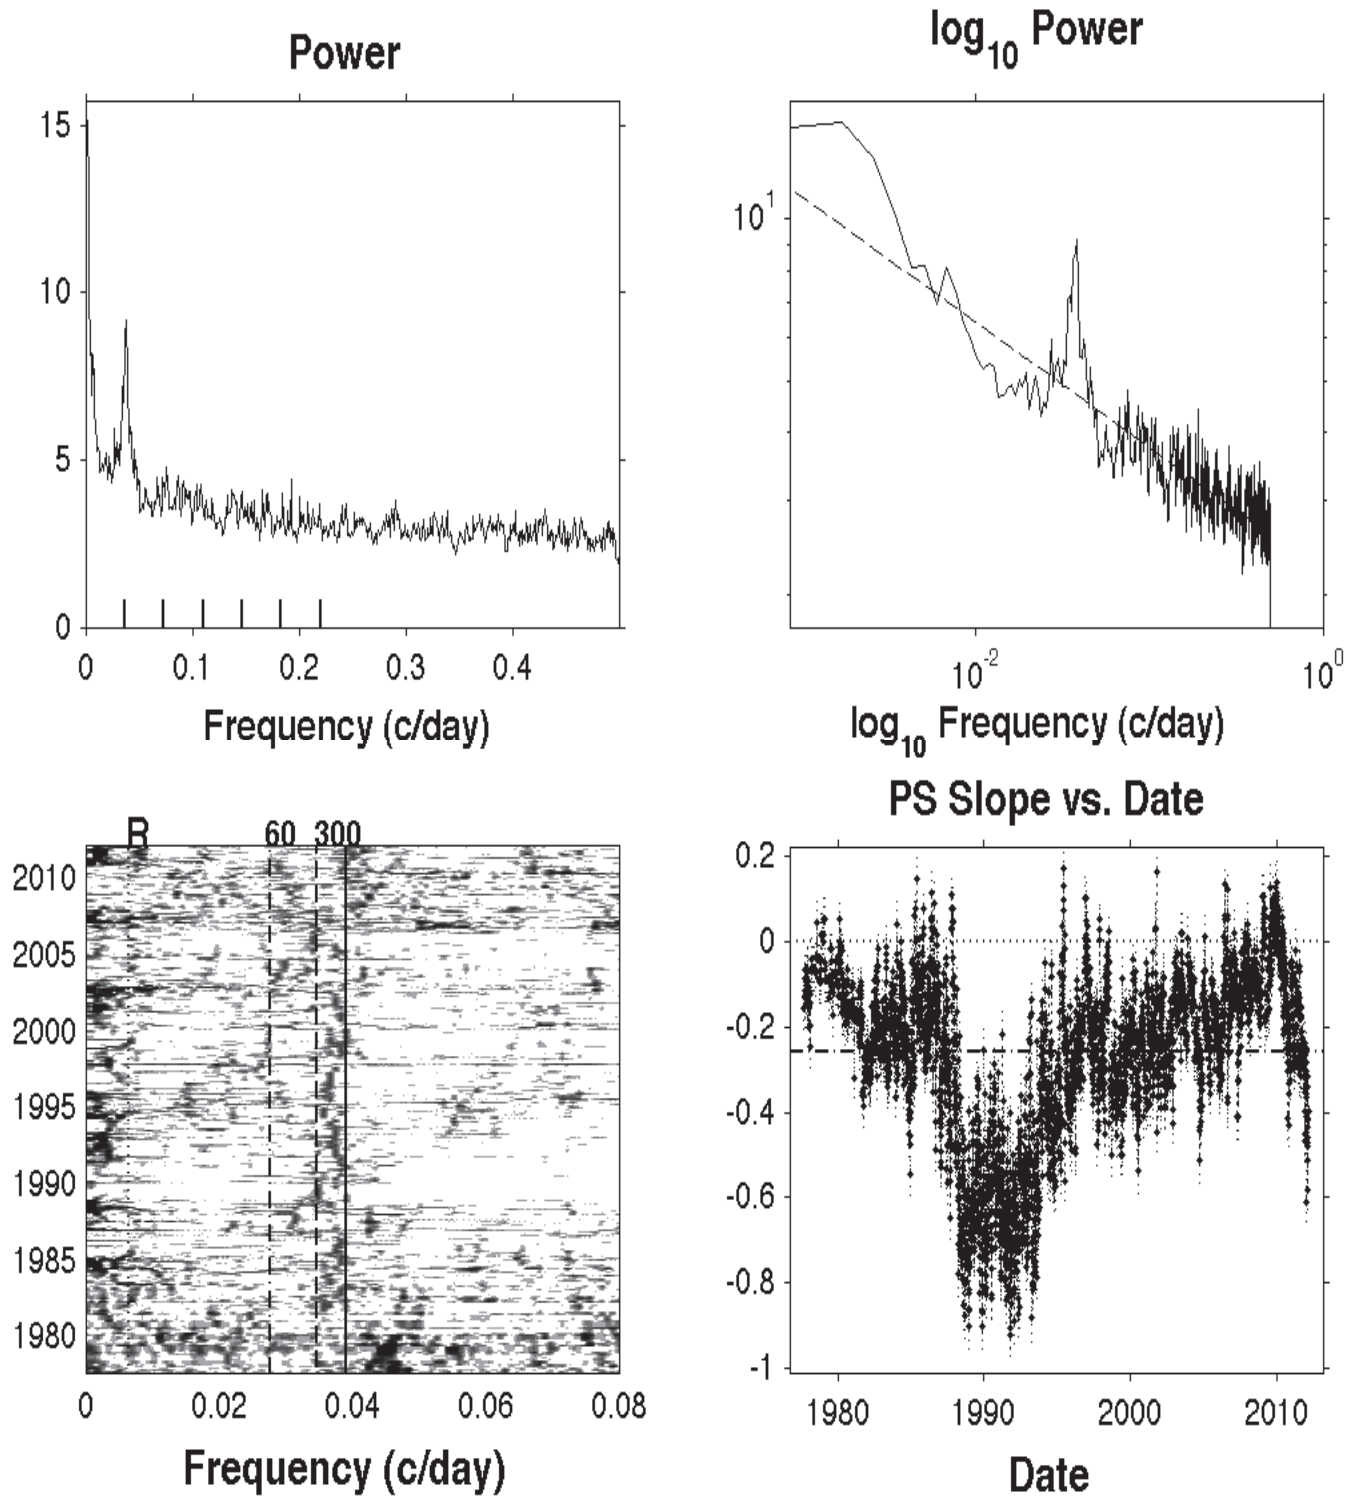 Power
15
10
5
0
0 0.1 0.2 0.3 0.4
Frequency (c/day)
log10 Power
10^1
10^-2 10^0
log10 Frequency (c/day)
R 60 300
2010
2005
2000
1995
1990
1985
1980
0 0.02 0.04 0.06 0.08
Frequency (c/day)
PS Slope vs. Date
0.2
0
-0.2
-0.4
-0.6
-0.8
-1
1980 1990 2000 2010
Date